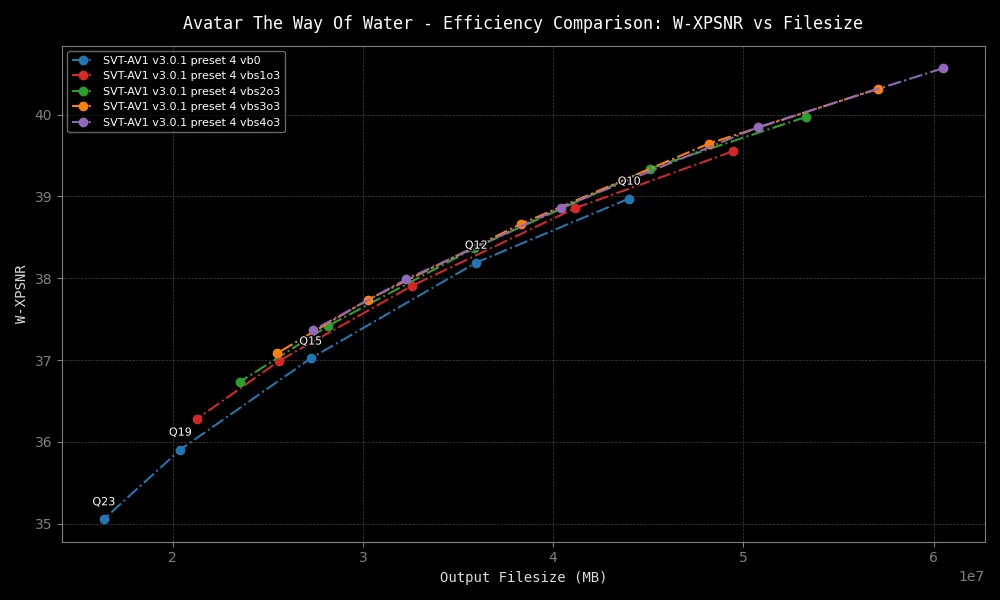 Avatar The Way Of Water - Efficiency Comparison: W-XPSNR vs Filesize
SVT-AV1 v3.0.1 preset 4 vb0
SVT-AV1 v3.0.1 preset 4 vbs1o3
SVT-AV1 v3.0.1 preset 4 vbs2o3
SVT-AV1 v3.0.1 preset 4 vbs3o3
SVT-AV1 v3.0.1 preset 4 vbs4o3
W-XPSNR
40
39
38
37
36
35
Q10
Q12
Q15
Q19
Q23
2 3 4 5 6
1e7
Output Filesize (MB)